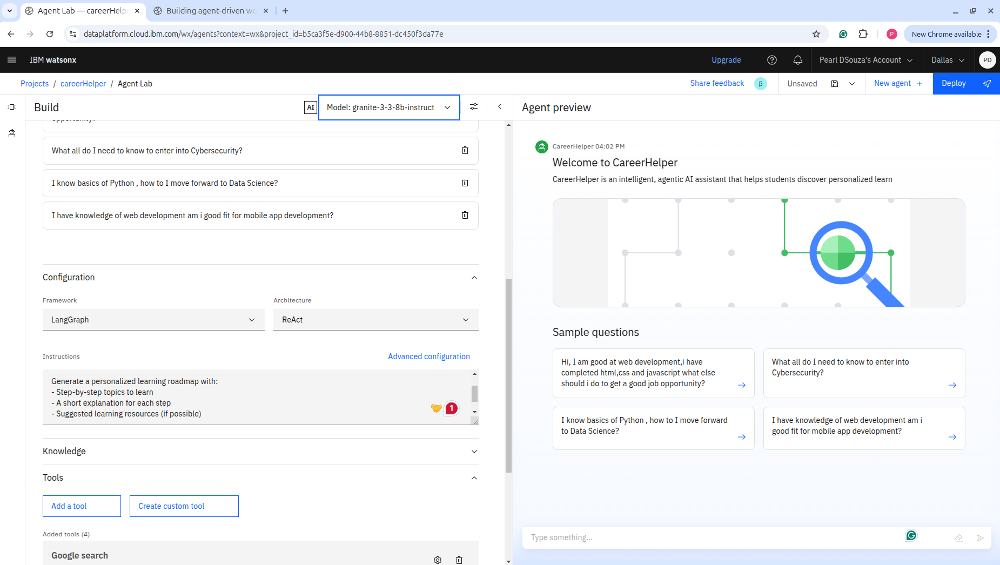 Agent Lab — careerHelp
Building agent-driven wo
dataplatform.cloud.ibm.com/wx/agents?context=wx&project_id=b5ca3f5e-d900-44b8-8851-dc450f3da77e
P
New Chrome available
IBM watsonx
Upgrade
Pearl DSouza's Account
Dallas
PD
Projects / careerHelper / Agent Lab
Share feedback
β
Unsaved
New agent +
Deploy
Build
AI
Model: granite-3-3-8b-instruct
What all do I need to know to enter into Cybersecurity?
I know basics of Python , how to I move forward to Data Science?
I have knowledge of web development am i good fit for mobile app development?
Configuration
Framework
Architecture
LangGraph
ReAct
Instructions
Advanced configuration
Generate a personalized learning roadmap with:
- Step-by-step topics to learn
- A short explanation for each step
- Suggested learning resources (if possible)
1
Knowledge
Tools
Add a tool
Create custom tool
Added tools (4)
Google search
Agent preview
CareerHelper 04:02 PM
Welcome to CareerHelper
CareerHelper is an intelligent, agentic AI assistant that helps students discover personalized learn
Sample questions
Hi, I am good at web development,i have
completed html,css and javascript what else
should i do to get a good job opportunity?
What all do I need to know to enter into
Cybersecurity?
I know basics of Python , how to I move forward
to Data Science?
I have knowledge of web development am i
good fit for mobile app development?
Type something...